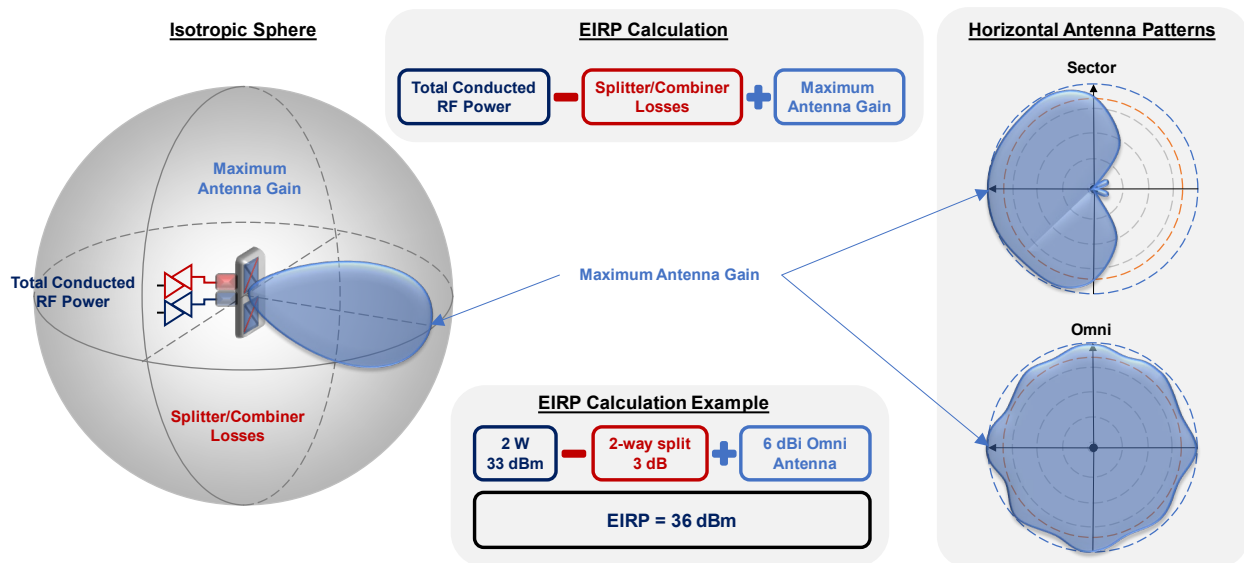 Isotropic Sphere
Maximum
Antenna Gain
Total Conducted
RF Power
Splitter/Combiner
Losses
EIRP Calculation
Total Conducted
RF Power
Splitter/Combiner
Losses
Maximum
Antenna Gain
Maximum Antenna Gain
EIRP Calculation Example
2 W
33 dBm
2-way split
3 dB
6 dBi Omni
Antenna
EIRP = 36 dBm
Horizontal Antenna Patterns
Sector
Omni